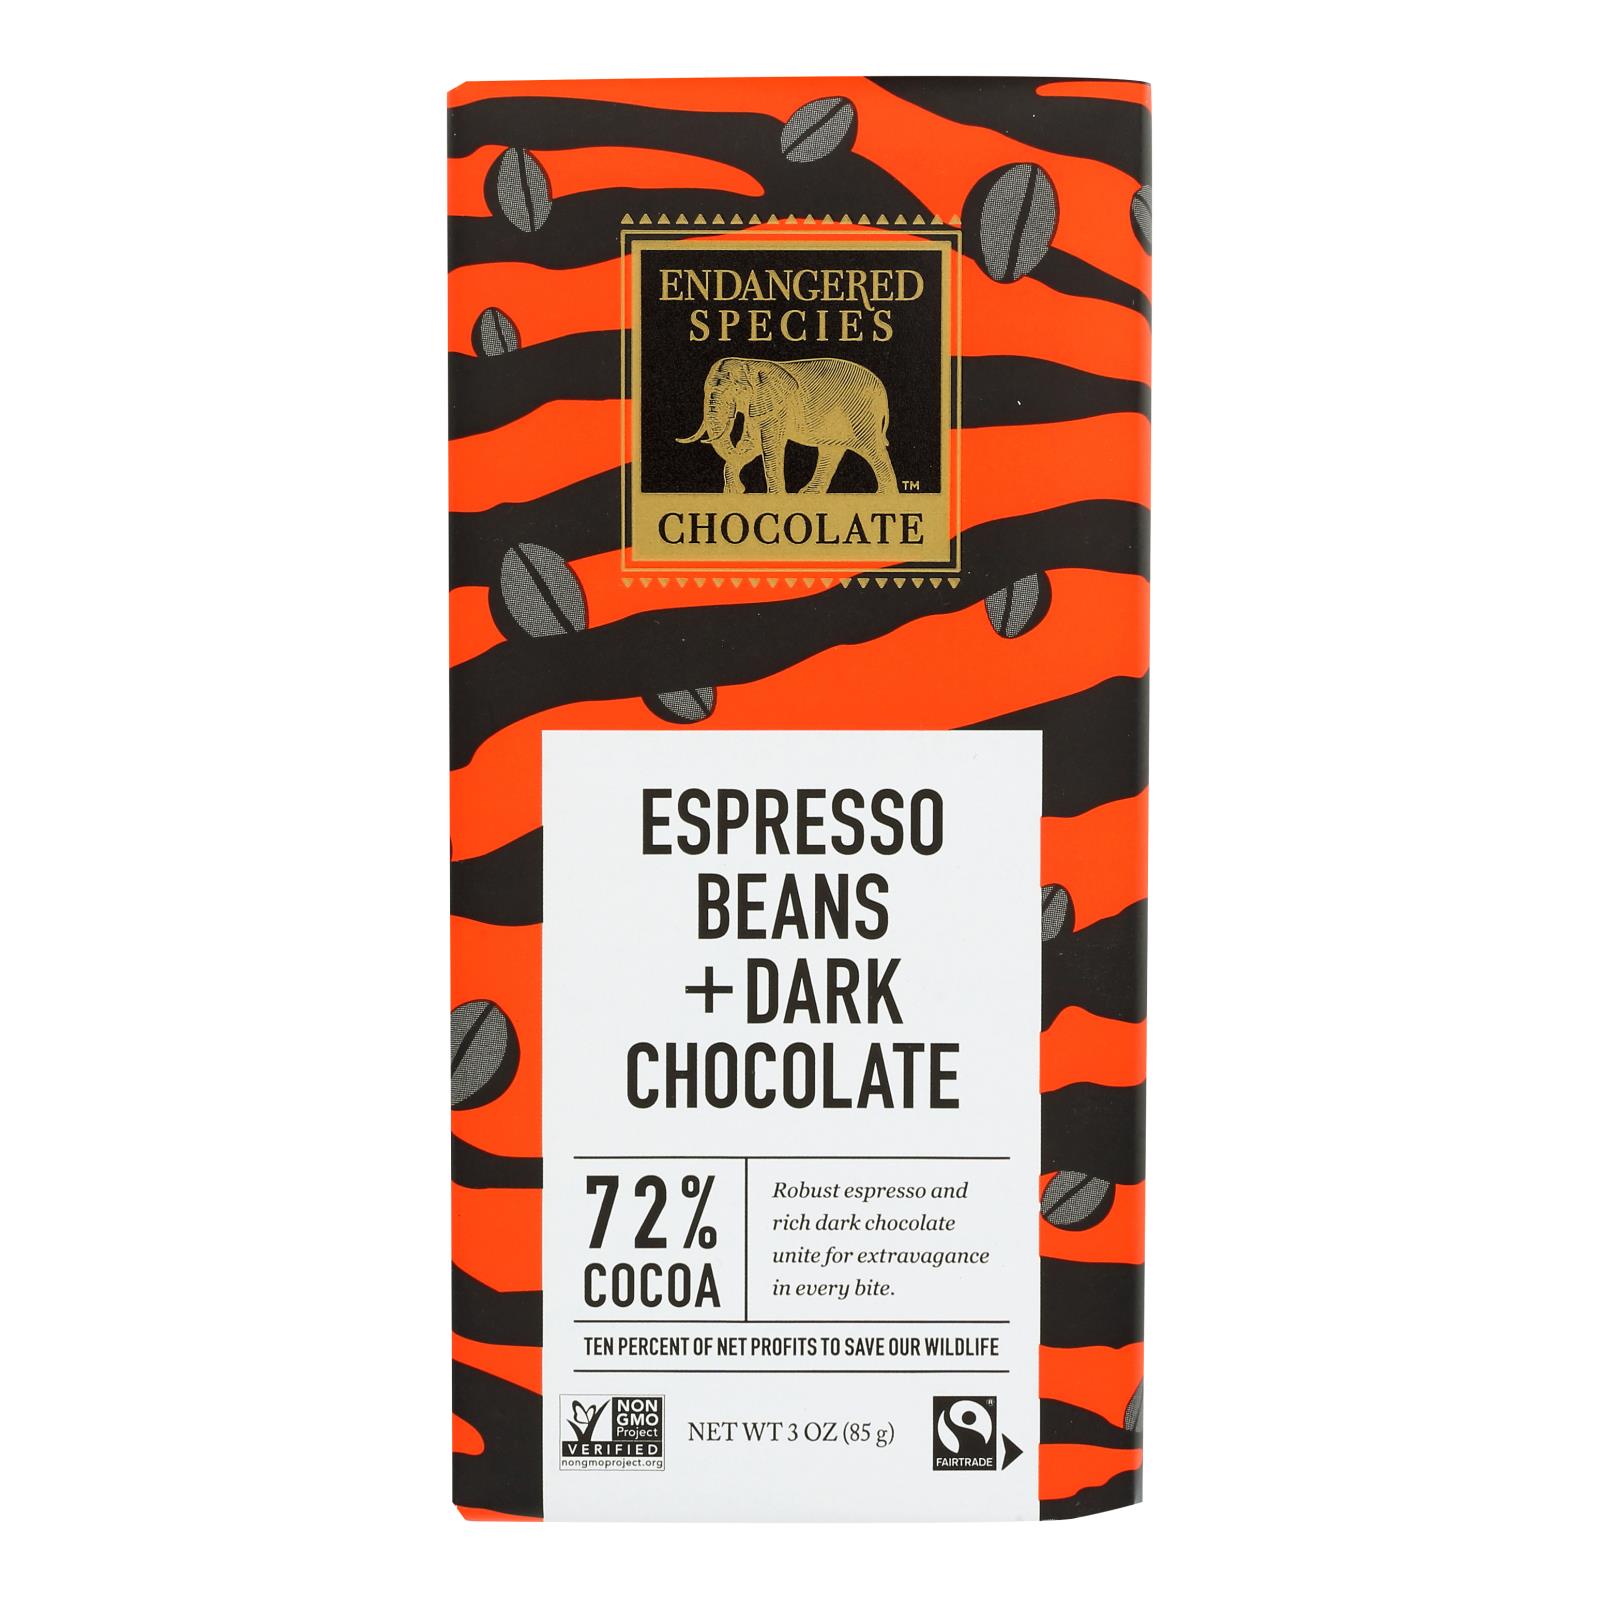 ENDANGERED
SPECIES
TM
CHOCOLATE
ESPRESSO
BEANS
+DARK
CHOCOLATE
72%
COCOA
Robust espresso and
rich dark chocolate
unite for extravagance
in every bite.
TEN PERCENT OF NET PROFITS TO SAVE OUR WILDLIFE
NON
GMO
Project
VERIFIED
nongmoproject.org
NET WT 3 OZ (85 g)
®
FAIRTRADE